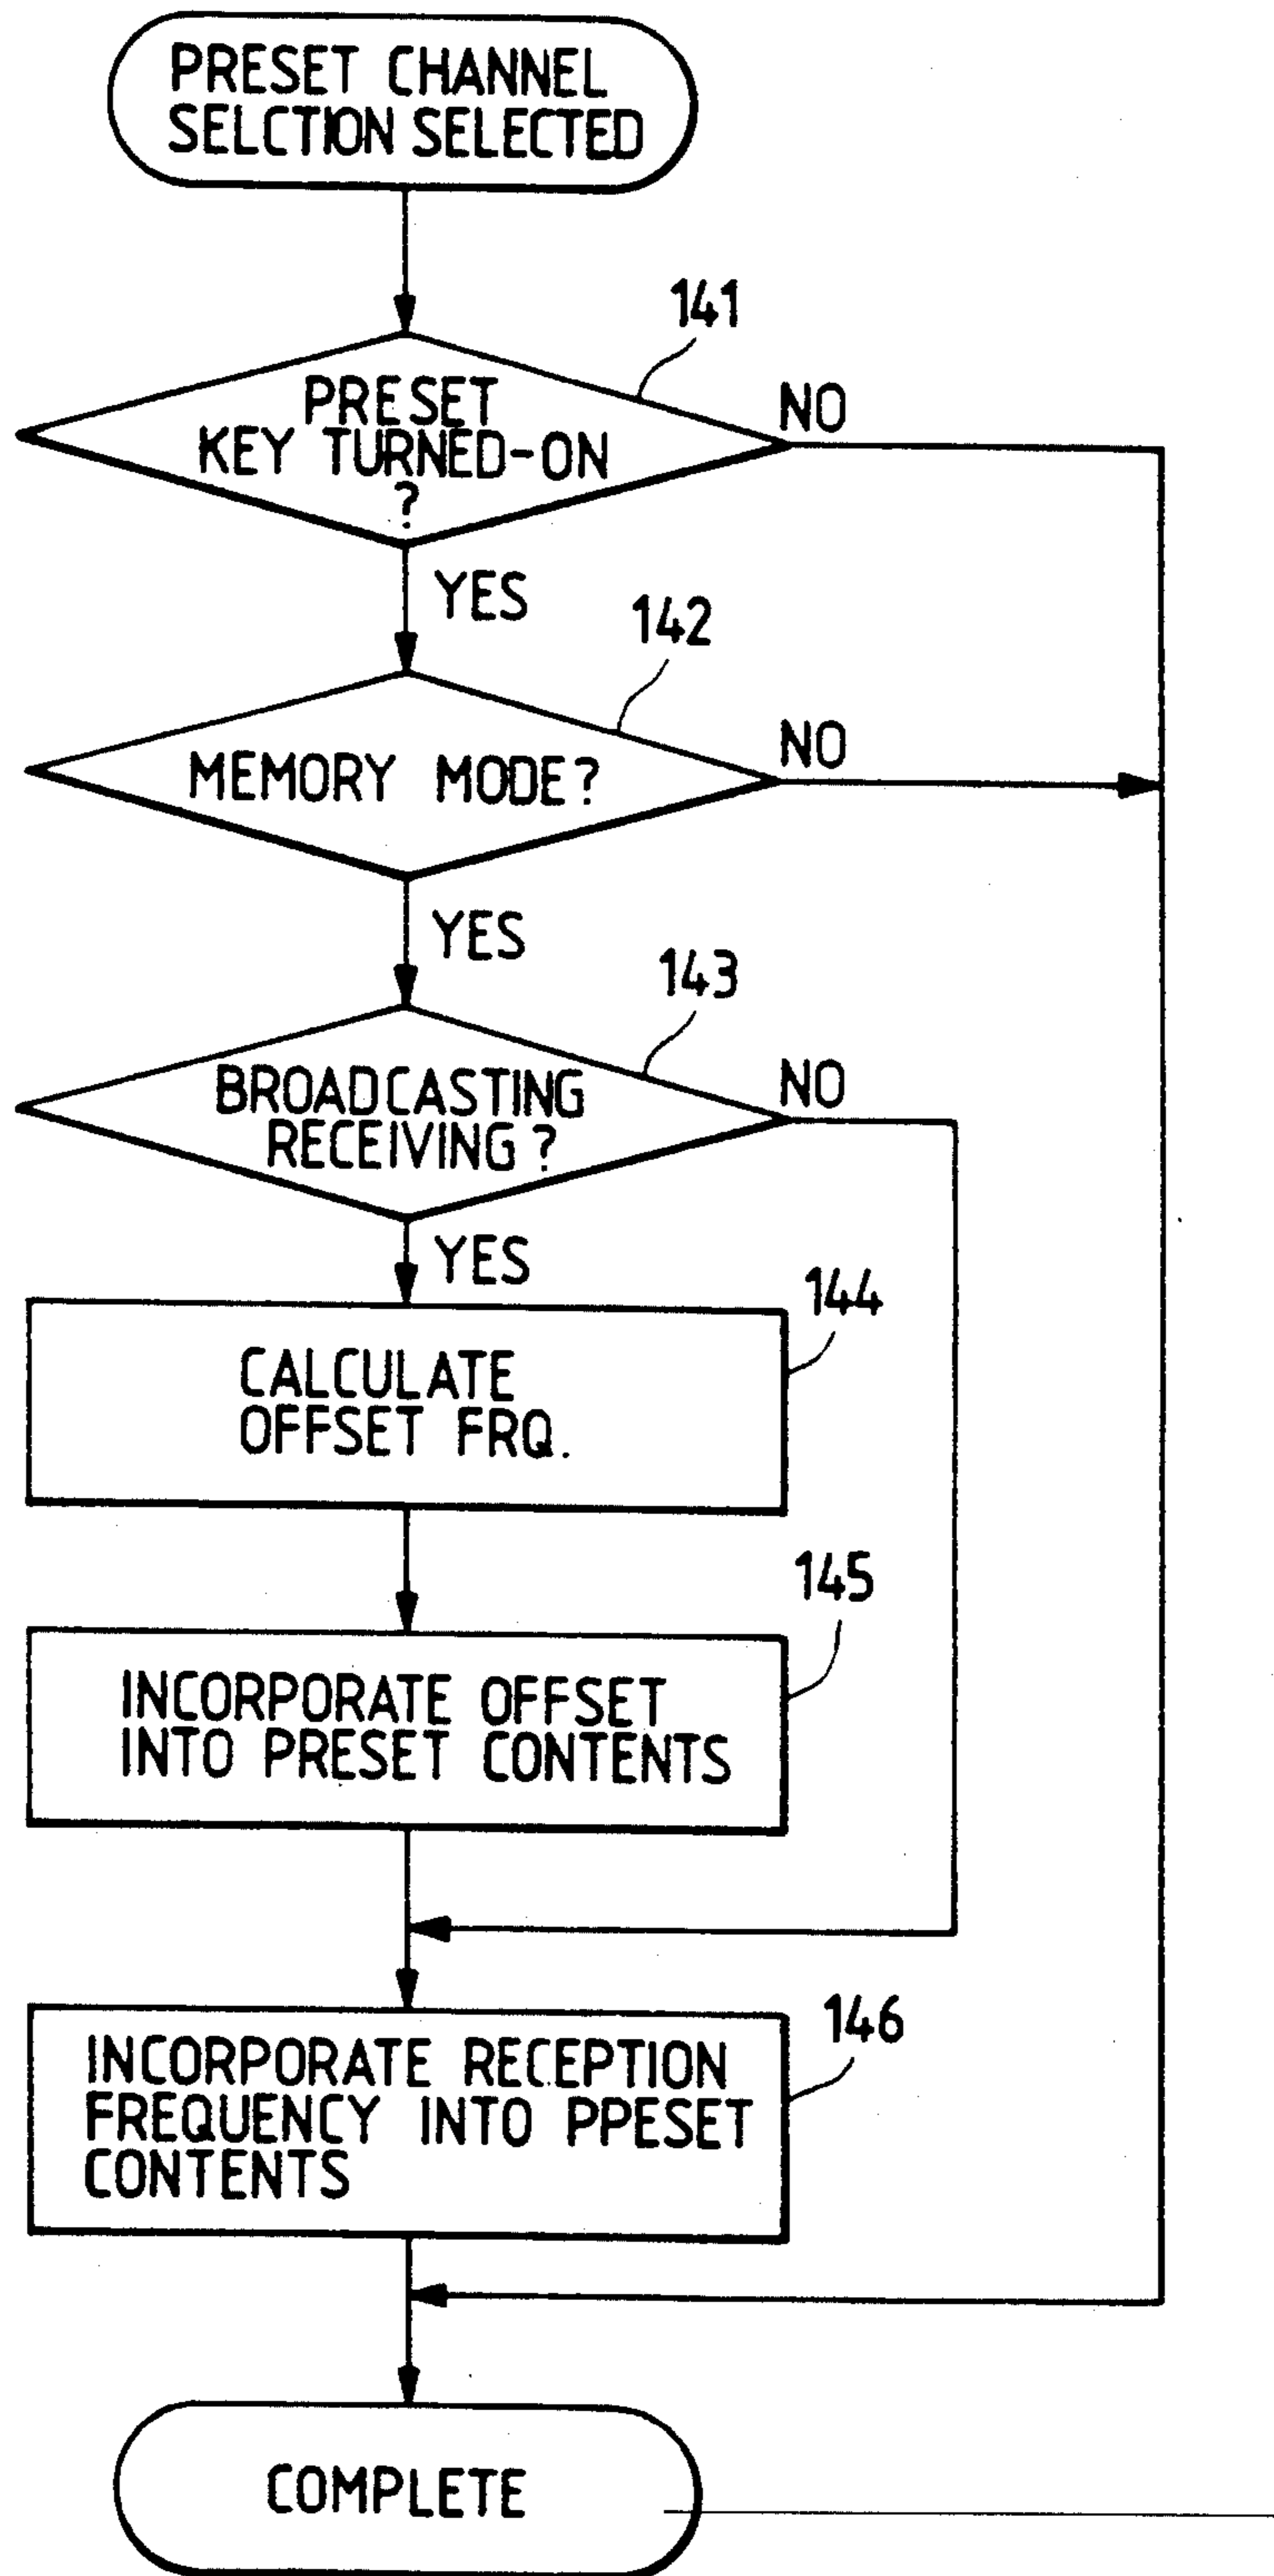 PRESET CHANNEL
SELCTION SELECTED
141
PRESET
KEY TURNED-ON
?
NO
YES
142
MEMORY MODE?
NO
YES
143
BROADCASTING
RECEIVING?
NO
YES
144
CALCULATE
OFFSET FRQ.
145
INCORPORATE OFFSET
INTO PRESET CONTENTS
146
INCORPORATE RECEPTION
FREQUENCY INTO PPESET
CONTENTS
COMPLETE